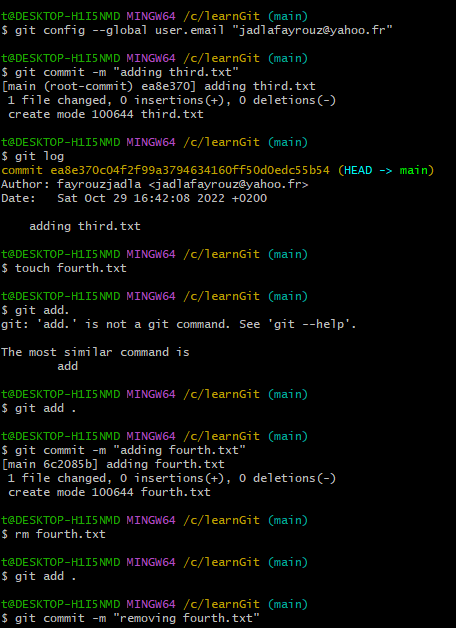 t@DESKTOP-H1I5NMD MINGW64 /c/learnGit (main)
$ git config --global user.email "jadlafayrouz@yahoo.fr"
t@DESKTOP-H1I5NMD MINGW64 /c/learnGit (main)
$ git commit -m "adding third.txt"
[main (root-commit) ea8e370] adding third.txt
1 file changed, 0 insertions(+), 0 deletions(-)
create mode 100644 third.txt
t@DESKTOP-H1I5NMD MINGW64 /c/learnGit (main)
$ git log
commit ea8e370c04f2f99a3794634160ff50d0edc55b54 (HEAD -> main)
Author: fayrouzjadla <jadlafayrouz@yahoo.fr>
Date:   Sat Oct 29 16:42:08 2022 +0200
adding third.txt
t@DESKTOP-H1I5NMD MINGW64 /c/learnGit (main)
$ touch fourth.txt
t@DESKTOP-H1I5NMD MINGW64 /c/learnGit (main)
$ git add.
git: 'add.' is not a git command. See 'git --help'.
The most similar command is
add
t@DESKTOP-H1I5NMD MINGW64 /c/learnGit (main)
$ git add .
t@DESKTOP-H1I5NMD MINGW64 /c/learnGit (main)
$ git commit -m "adding fourth.txt"
[main 6c2085b] adding fourth.txt
1 file changed, 0 insertions(+), 0 deletions(-)
create mode 100644 fourth.txt
t@DESKTOP-H1I5NMD MINGW64 /c/learnGit (main)
$ rm fourth.txt
t@DESKTOP-H1I5NMD MINGW64 /c/learnGit (main)
$ git add .
t@DESKTOP-H1I5NMD MINGW64 /c/learnGit (main)
$ git commit -m "removing fourth.txt"